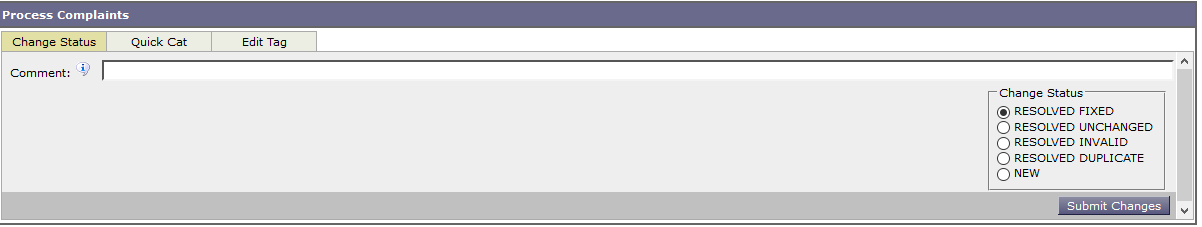 Process Complaints
Change Status Quick Cat Edit Tag
Comment:
Change Status
RESOLVED FIXED
RESOLVED UNCHANGED
RESOLVED INVALID
RESOLVED DUPLICATE
NEW
Submit Changes